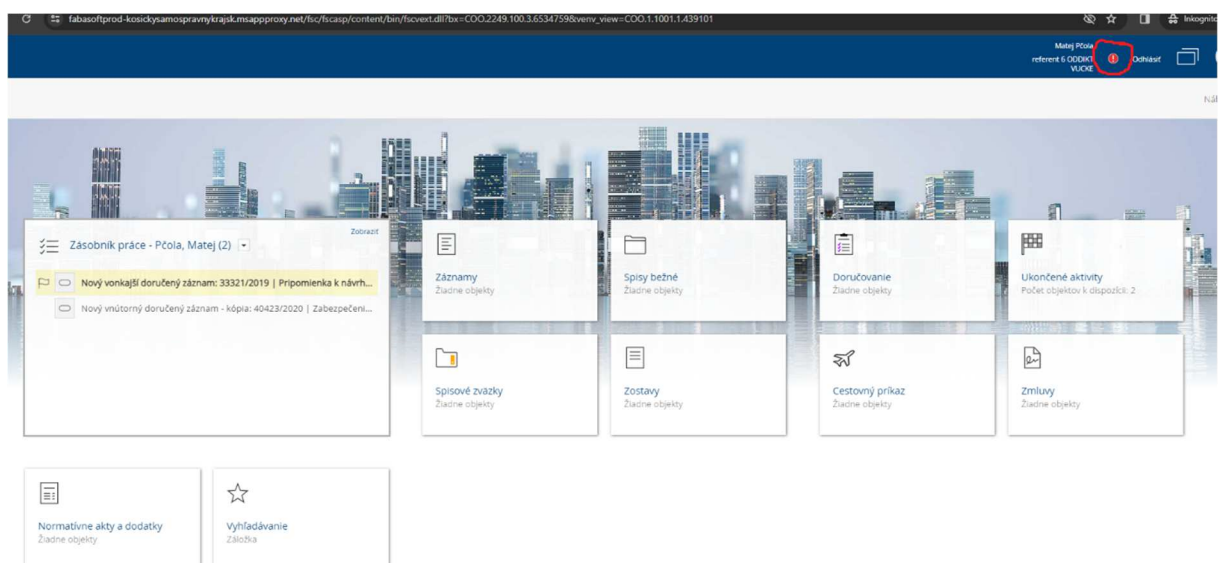 fabasoftprod-kosickysamospravnykrajsk.msappproxy.net/fsc/fscasp/content/bin/fscvext.dll?bx=COO.2249.100.3.6534759&venv_view=COO.1.1001.1.439101
Inkognito
Matej Pčola
referent 6 ODDIKT
VUCKE
Odhlásiť
Zásobník práce - Pčola, Matej (2)
Zobraziť
Nový vonkajší doručený záznam: 33321/2019 | Pripomienka k návrh...
Nový vnútorný doručený záznam - kópia: 40423/2020 | Zabezpečeni...
Záznamy
Žiadne objekty
Spisy bežné
Žiadne objekty
Doručovanie
Žiadne objekty
Ukončené aktivity
Počet objektov k dispozícii: 2
Spisové zväzky
Žiadne objekty
Zostavy
Žiadne objekty
Cestovný príkaz
Žiadne objekty
Zmluvy
Žiadne objekty
Normatívne akty a dodatky
Žiadne objekty
Vyhľadávanie
Záložka